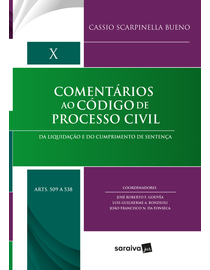 CASSIO SCARPINELLA BUENO
X
COMENTÁRIOS
AO CÓDIGO DE
PROCESSO CIVIL
DA LIQUIDAÇÃO E DO CUMPRIMENTO DE SENTENÇA
ARTS. 509 A 538
COORDENADORES
JOSÉ ROBERTO F. GOUVÊA
LUIS GUILHERME A. BONDIOLI
JOÃO FRANCISCO N. DA FONSECA
saraiva jur